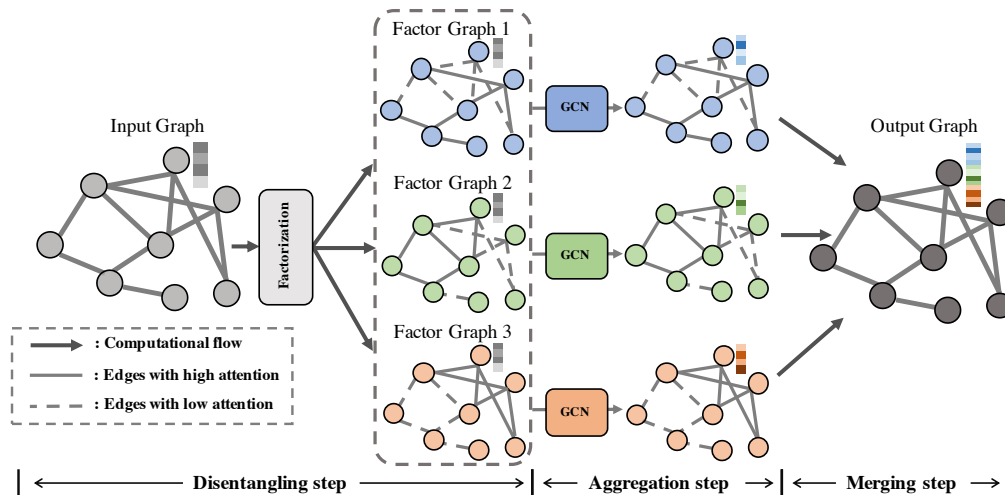 Factor Graph 1
GCN
Input Graph
Output Graph
Factor Graph 2
Factorization
GCN
Factor Graph 3
: Computational flow
: Edges with high attention
: Edges with low attention
GCN
Disentangling step
Aggregation step
Merging step